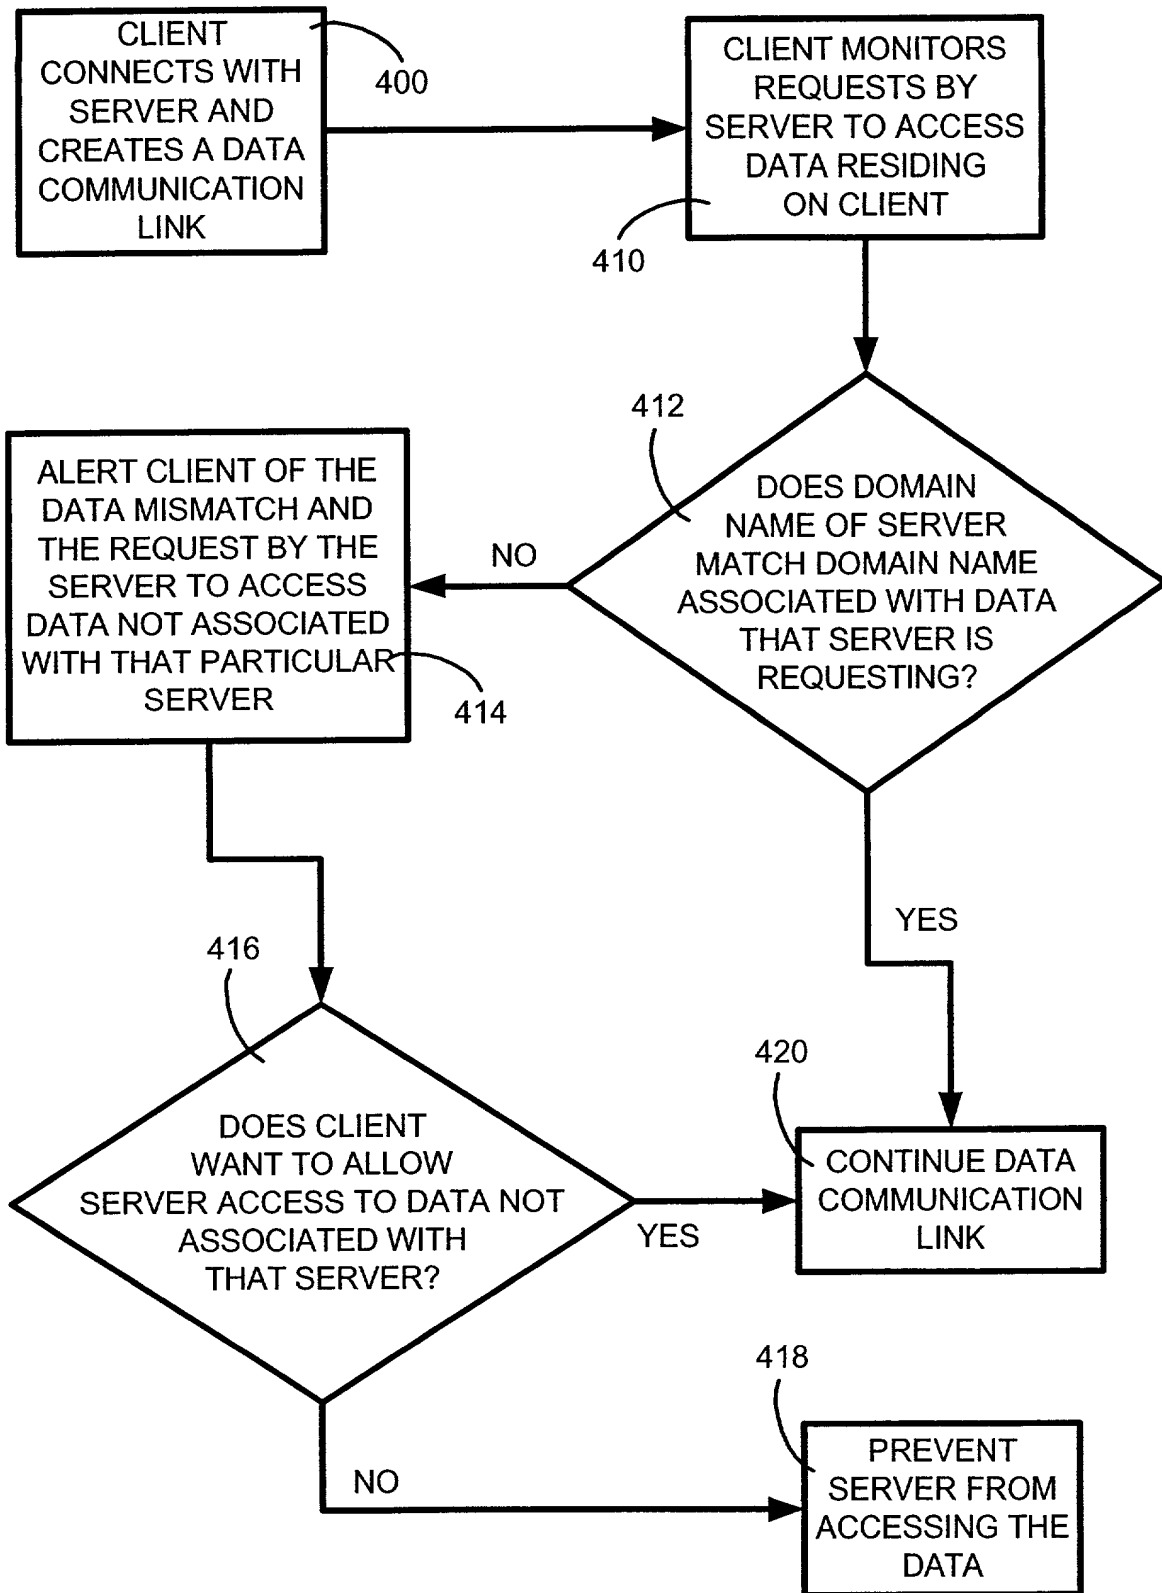 CLIENT
CONNECTS WITH
SERVER AND
CREATES A DATA
COMMUNICATION
LINK
400
CLIENT MONITORS
REQUESTS BY
SERVER TO ACCESS
DATA RESIDING
ON CLIENT
410
412
DOES DOMAIN
NAME OF SERVER
MATCH DOMAIN NAME
ASSOCIATED WITH DATA
THAT SERVER IS
REQUESTING?
NO
ALERT CLIENT OF THE
DATA MISMATCH AND
THE REQUEST BY THE
SERVER TO ACCESS
DATA NOT ASSOCIATED
WITH THAT PARTICULAR
SERVER
414
YES
416
DOES CLIENT
WANT TO ALLOW
SERVER ACCESS TO DATA NOT
ASSOCIATED WITH
THAT SERVER?
YES
420
CONTINUE DATA
COMMUNICATION
LINK
NO
418
PREVENT
SERVER FROM
ACCESSING THE
DATA